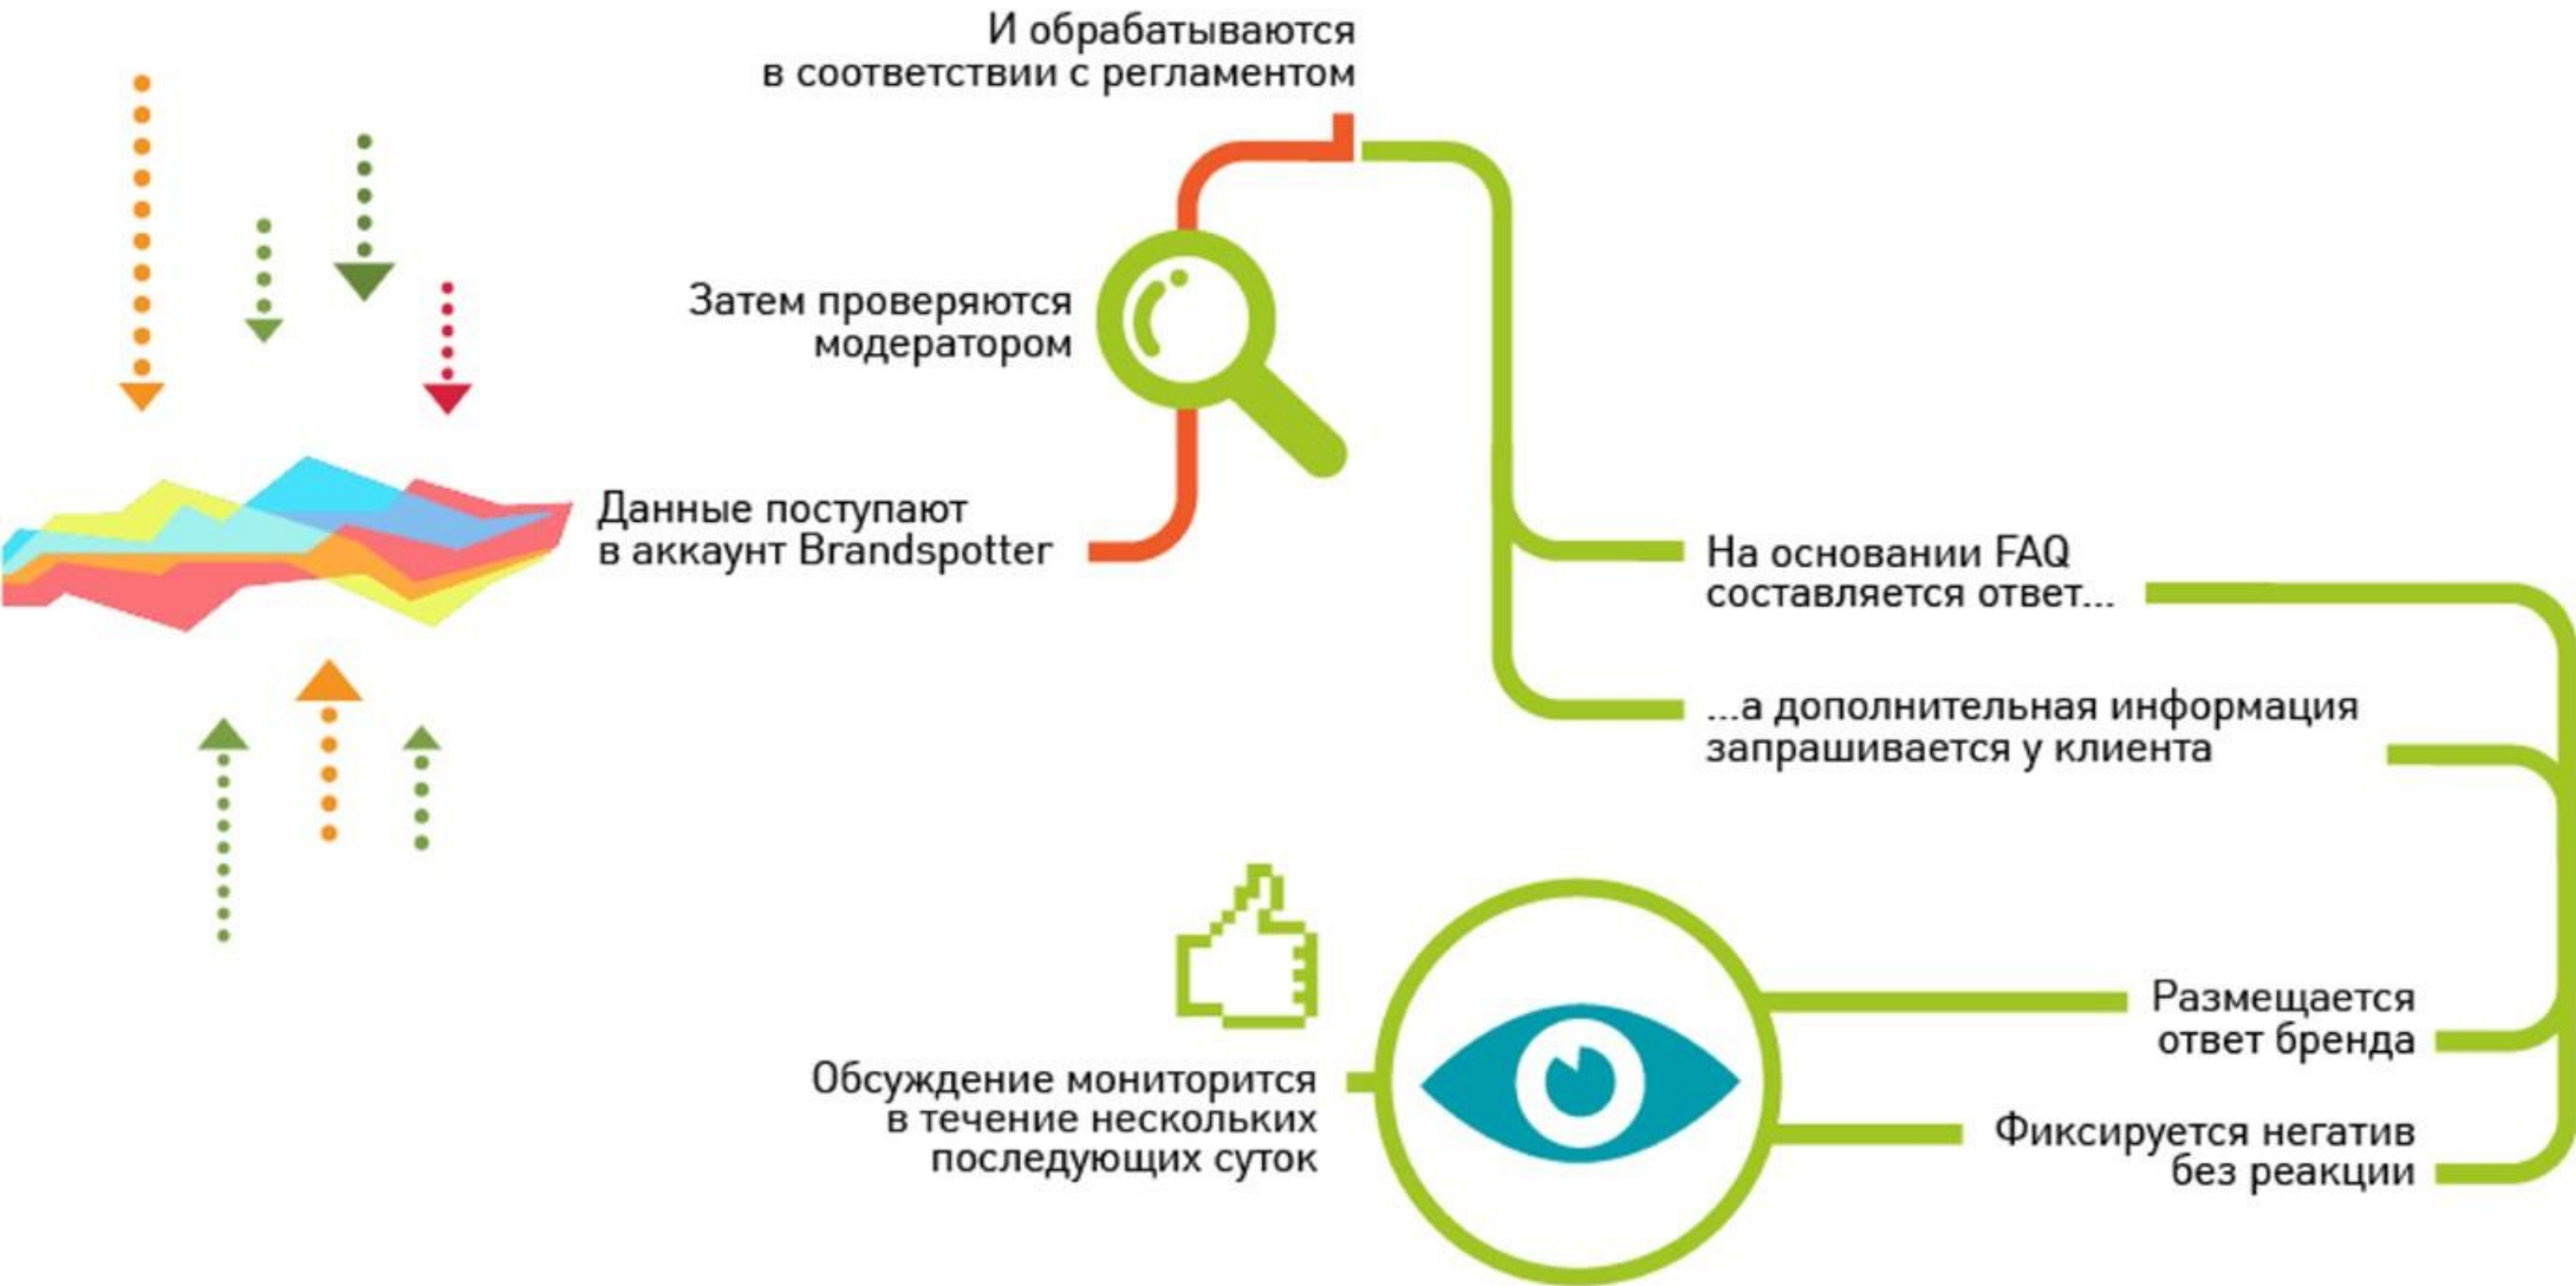 И обрабатываются
в соответствии с регламентом
Затем проверяются
модератором
Данные поступают
в аккаунт Brandspotter
На основании FAQ
составляется ответ...
...а дополнительная информация
запрашивается у клиента
Размещается
ответ бренда
Фиксируется негатив
без реакции
Обсуждение мониторится
в течение нескольких
последующих суток